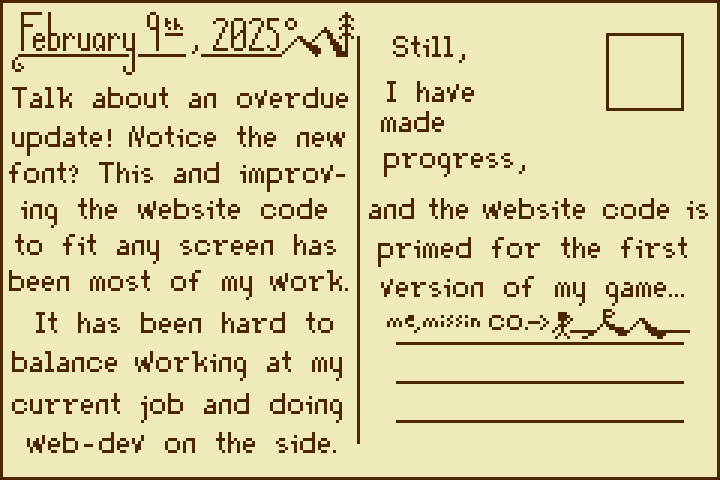 February 9th, 2025
Talk about an overdue
update! Notice the new
font? This and improv-
ing the website code
to fit any screen has
been most of my work.
It has been hard to
balance working at my
current job and doing
web-dev on the side.
Still,
I have
made
progress,
and the website code is
primed for the first
version of my game...
me, missin CO.->